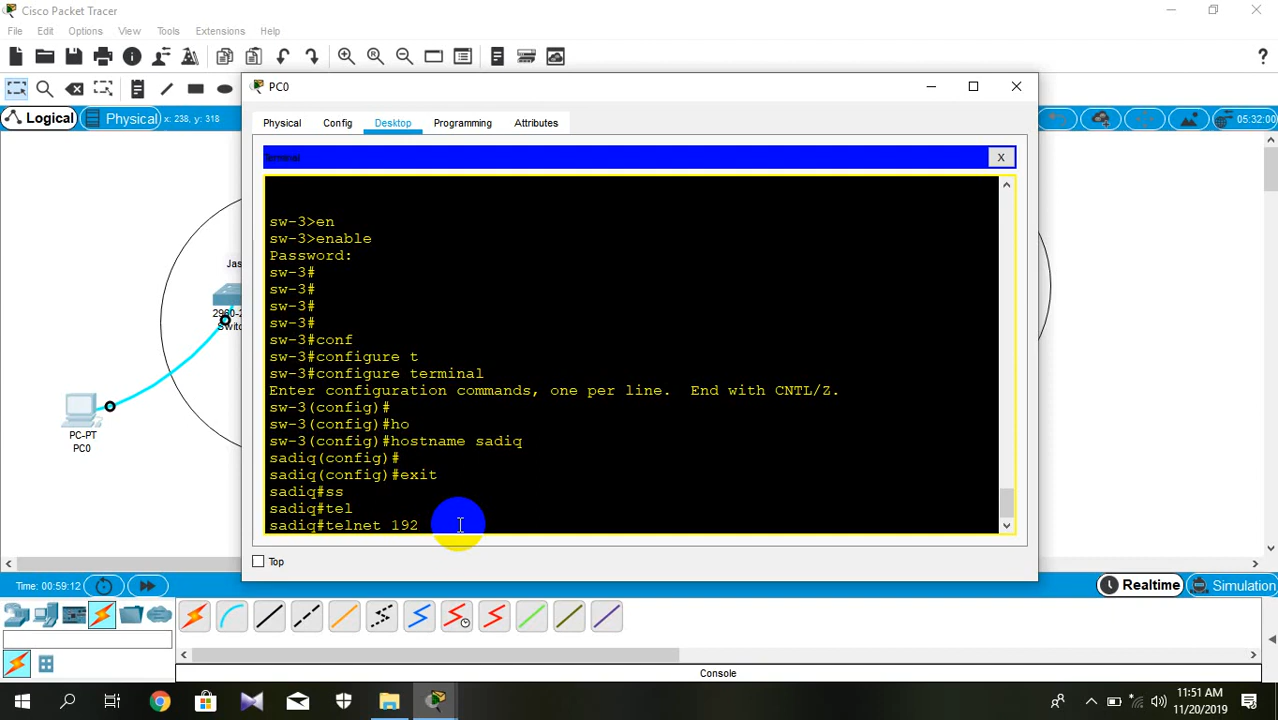 Cisco Packet Tracer
File Edit Options View Tools Extensions Help
?
Logical
Physical x: 238, y: 318
05:32:00
PC0
Physical Config Desktop Programming Attributes
Terminal
X
sw-3>en
sw-3>enable
Password:
sw-3#
sw-3#
sw-3#
sw-3#
sw-3#conf
sw-3#configure t
sw-3#configure terminal
Enter configuration commands, one per line. End with CNTL/Z.
sw-3(config)#
sw-3(config)#ho
sw-3(config)#hostname sadiq
sadiq(config)#
sadiq(config)#exit
sadiq#ss
sadiq#tel
sadiq#telnet 192
Top
Jas
PC-PT
PC0
Time: 00:59:12
Realtime
Simulation
Console
11:51 AM
11/20/2019